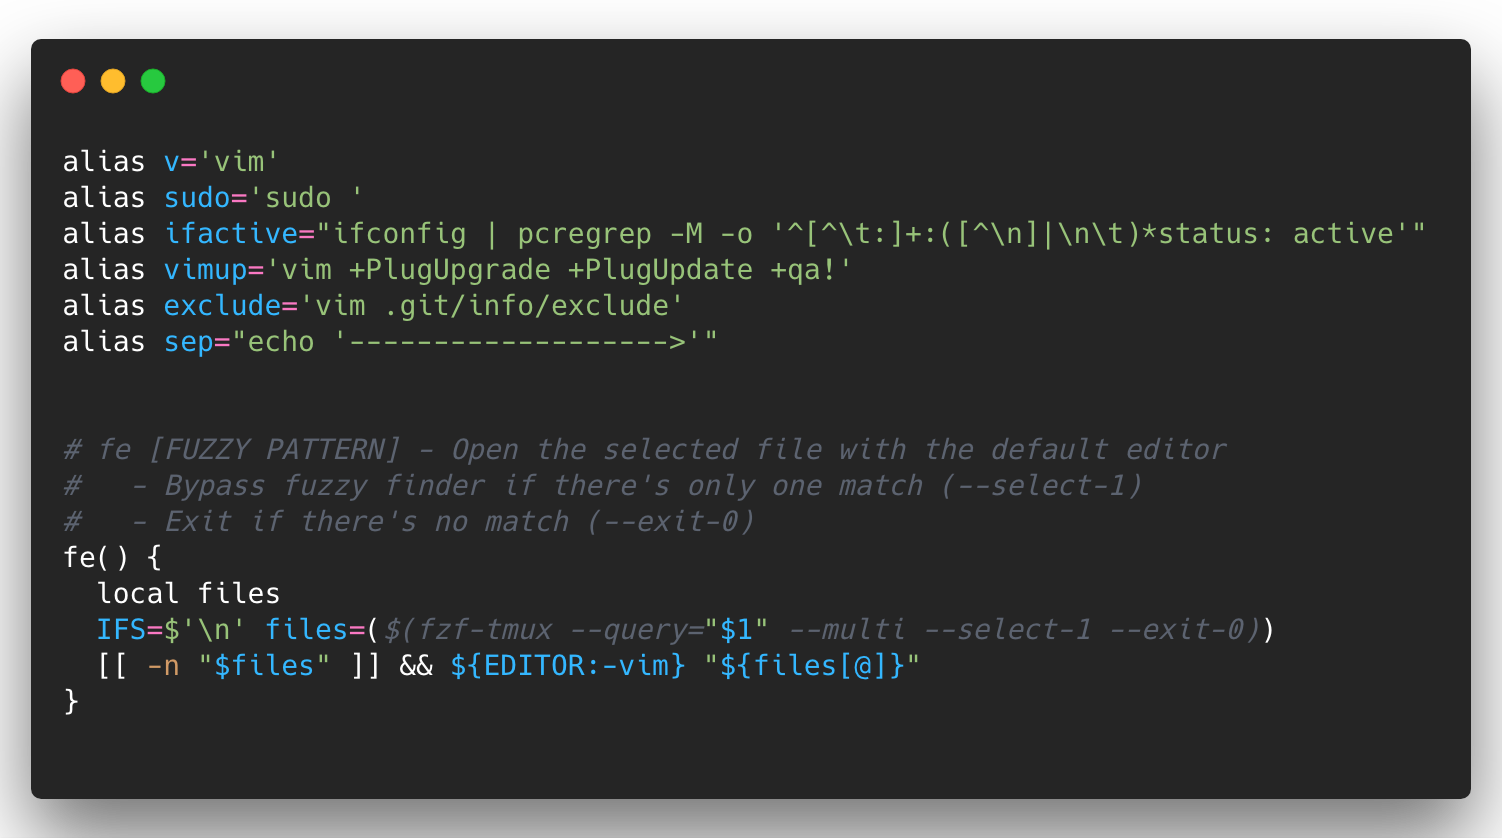 alias v='vim'
alias sudo='sudo '
alias ifactive="ifconfig | pcregrep -M -o '^[^\t:]+:([^\n]|\n\t)*status: active'"
alias vimup='vim +PlugUpgrade +PlugUpdate +qa!'
alias exclude='vim .git/info/exclude'
alias sep="echo '------------------->'"
# fe [FUZZY PATTERN] - Open the selected file with the default editor
#   - Bypass fuzzy finder if there's only one match (--select-1)
#   - Exit if there's no match (--exit-0)
fe() {
  local files
  IFS=$'\n' files=($(fzf-tmux --query="$1" --multi --select-1 --exit-0))
  [[ -n "$files" ]] && ${EDITOR:-vim} "${files[@]}"
}